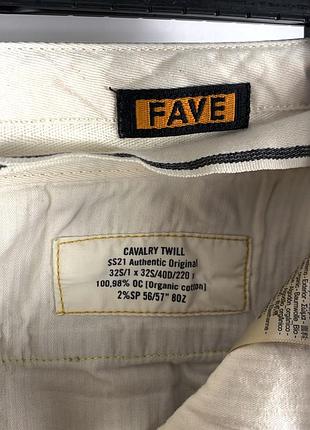 FAVE
CAVALRY TWILL
SS21 Authentic Original
32S/1 x 32S/40D/220 T
100,98% OC (Organic cotton)
2%SP 56/57" 8OZ